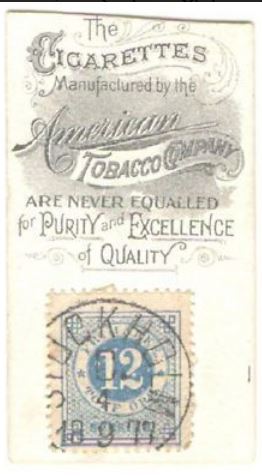 The
CIGARETTES
Manufactured by the
American
TOBACCO COMPANY
ARE NEVER EQUALLED
for PURITY and EXCELLENCE
of QUALITY
STOCKHOLM
12
18 9 77